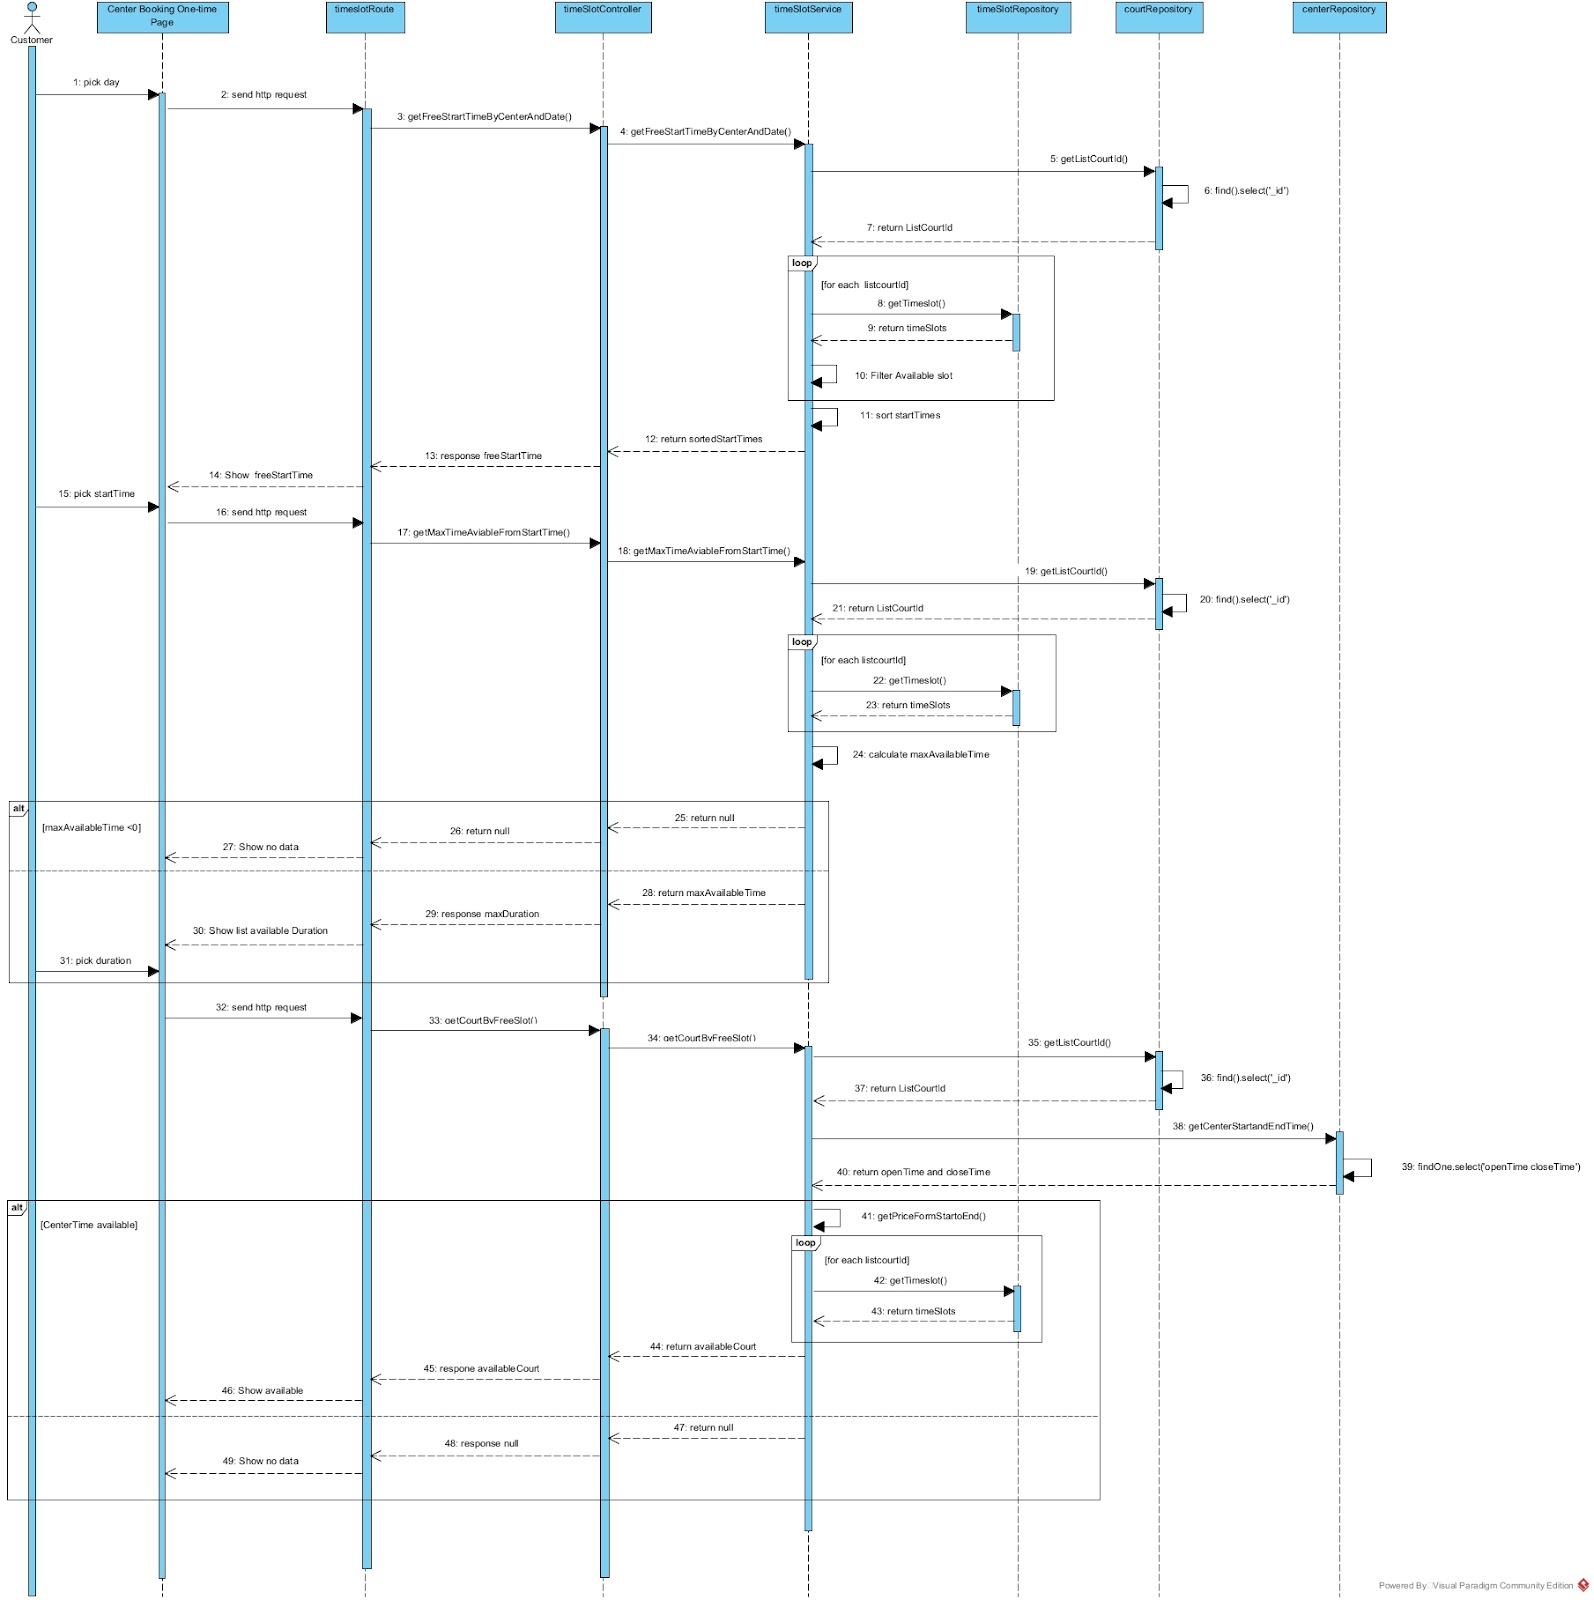 Center Booking One-time
Page
timeslotRoute
timeSlotController
timeSlotService
timeSlotRepository
courtRepository
centerRepository
Customer
1: pick day
2: send http request
3: getFreeStrartTimeByCenterAndDate()
4: getFreeStartTimeByCenterAndDate()
5: getListCourtId()
6: find().select('_id')
7: return ListCourtId
loop
[for each  listcourtId]
8: getTimeslot()
9: return timeSlots
10: Filter Available slot
11: sort startTimes
12: return sortedStartTimes
13: response freeStartTime
14: Show  freeStartTime
15: pick startTime
16: send http request
17: getMaxTimeAviableFromStartTime()
18: getMaxTimeAviableFromStartTime()
19: getListCourtId()
20: find().select('_id')
21: return ListCourtId
loop
[for each listcourtId]
22: getTimeslot()
23: return timeSlots
24: calculate maxAvailableTime
alt
[maxAvailableTime <0]
25: return null
26: return null
27: Show no data
28: return maxAvailableTime
29: response maxDuration
30: Show list available Duration
31: pick duration
32: send http request
33: getCourtByFreeSlot()
34: getCourtByFreeSlot()
35: getListCourtId()
36: find().select('_id')
37: return ListCourtId
38: getCenterStartandEndTime()
39: findOne.select('openTime closeTime')
40: return openTime and closeTime
alt
[CenterTime available]
41: getPriceFormStartoEnd()
loop
[for each listcourtId]
42: getTimeslot()
43: return timeSlots
44: return availableCourt
45: respone availableCourt
46: Show available
47: return null
48: response null
49: Show no data
Powered By Visual Paradigm Community Edition